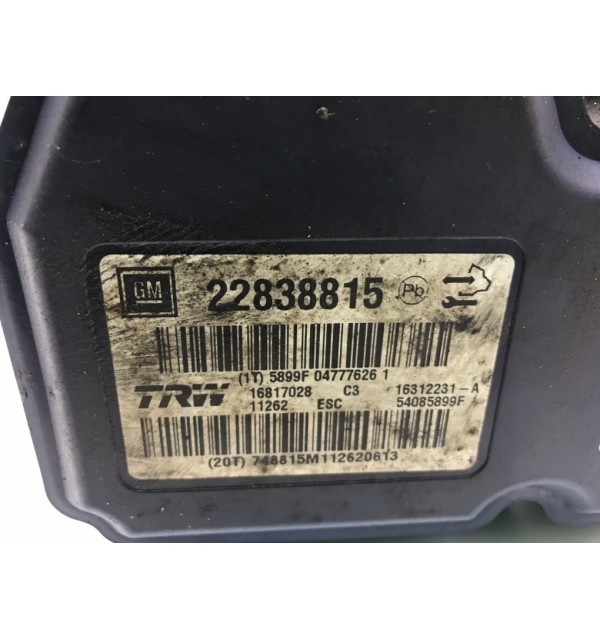 GM 22838815 Pb
(1T) 5899F 04777626 1
TRW 16817028 C3 16312231-A
11262 ESC 54085899F
(20T) 748815M112620613